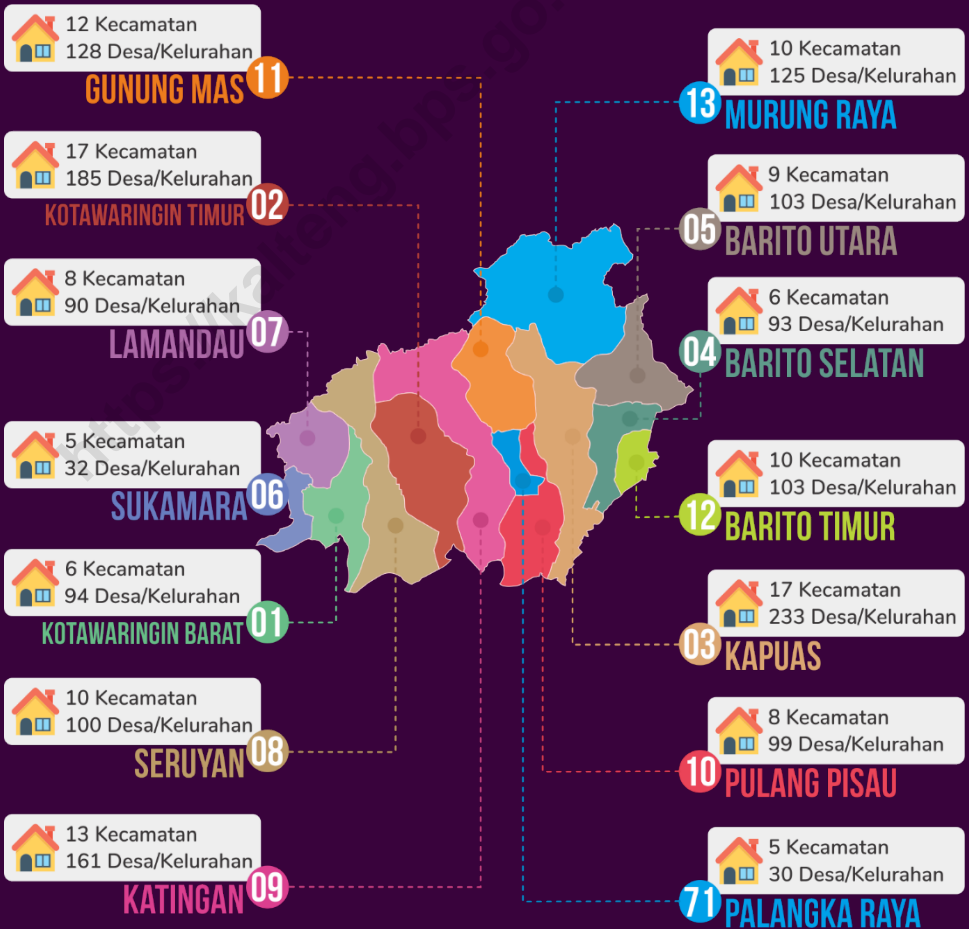 12 Kecamatan
128 Desa/Kelurahan
GUNUNG MAS 11
17 Kecamatan
185 Desa/Kelurahan
KOTAWARINGIN TIMUR 02
8 Kecamatan
90 Desa/Kelurahan
LAMANDAU 07
5 Kecamatan
32 Desa/Kelurahan
SUKAMARA 06
6 Kecamatan
94 Desa/Kelurahan
KOTAWARINGIN BARAT 01
10 Kecamatan
100 Desa/Kelurahan
SERUYAN 08
13 Kecamatan
161 Desa/Kelurahan
KATINGAN 09
10 Kecamatan
125 Desa/Kelurahan
13 MURUNG RAYA
9 Kecamatan
103 Desa/Kelurahan
05 BARITO UTARA
6 Kecamatan
93 Desa/Kelurahan
04 BARITO SELATAN
10 Kecamatan
103 Desa/Kelurahan
12 BARITO TIMUR
17 Kecamatan
233 Desa/Kelurahan
03 KAPUAS
8 Kecamatan
99 Desa/Kelurahan
10 PULANG PISAU
5 Kecamatan
30 Desa/Kelurahan
71 PALANGKA RAYA